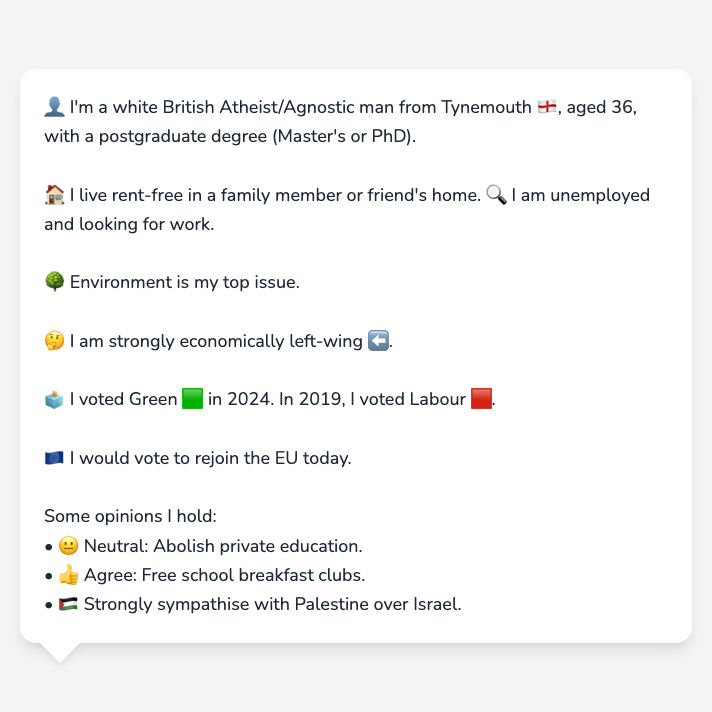 👤 I'm a white British Atheist/Agnostic man from Tynemouth 🏴󠁧󠁢󠁥󠁮󠁧󠁿, aged 36,
with a postgraduate degree (Master's or PhD).
🏠 I live rent-free in a family member or friend's home. 🔍 I am unemployed
and looking for work.
🌳 Environment is my top issue.
🤔 I am strongly economically left-wing ⬅️.
🗳️ I voted Green 🟩 in 2024. In 2019, I voted Labour 🟥.
🇪🇺 I would vote to rejoin the EU today.
Some opinions I hold:
• 😐 Neutral: Abolish private education.
• 👍 Agree: Free school breakfast clubs.
• 🇵🇸 Strongly sympathise with Palestine over Israel.